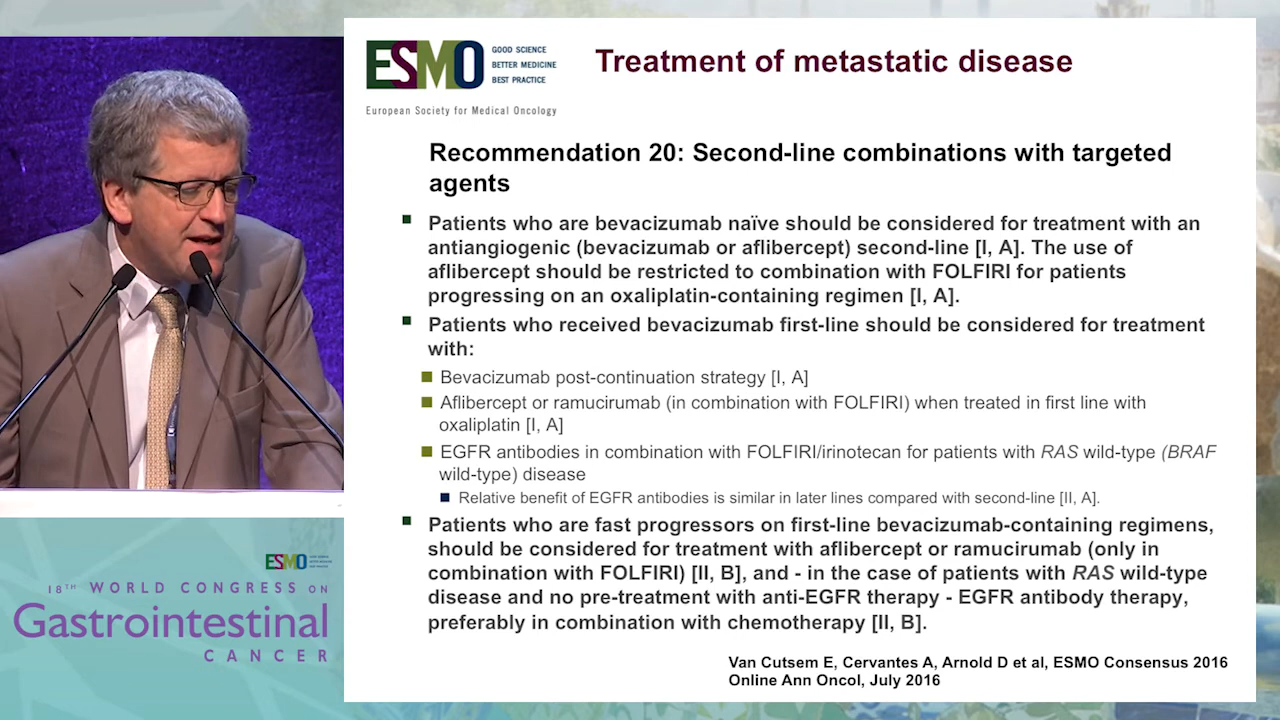 ESMO
GOOD SCIENCE
BETTER MEDICINE
BEST PRACTICE
European Society for Medical Oncology
Treatment of metastatic disease
Recommendation 20: Second-line combinations with targeted
agents
Patients who are bevacizumab naïve should be considered for treatment with an
antiangiogenic (bevacizumab or aflibercept) second-line [I, A]. The use of
aflibercept should be restricted to combination with FOLFIRI for patients
progressing on an oxaliplatin-containing regimen [I, A].
Patients who received bevacizumab first-line should be considered for treatment
with:
Bevacizumab post-continuation strategy [I, A]
Aflibercept or ramucirumab (in combination with FOLFIRI) when treated in first line with
oxaliplatin [I, A]
EGFR antibodies in combination with FOLFIRI/irinotecan for patients with RAS wild-type (BRAF
wild-type) disease
Relative benefit of EGFR antibodies is similar in later lines compared with second-line [II, A].
Patients who are fast progressors on first-line bevacizumab-containing regimens,
should be considered for treatment with aflibercept or ramucirumab (only in
combination with FOLFIRI) [II, B], and - in the case of patients with RAS wild-type
disease and no pre-treatment with anti-EGFR therapy - EGFR antibody therapy,
preferably in combination with chemotherapy [II, B].
Van Cutsem E, Cervantes A, Arnold D et al, ESMO Consensus 2016
Online Ann Oncol, July 2016
ESMO
18TH WORLD CONGRESS ON
Gastrointestinal
CANCER